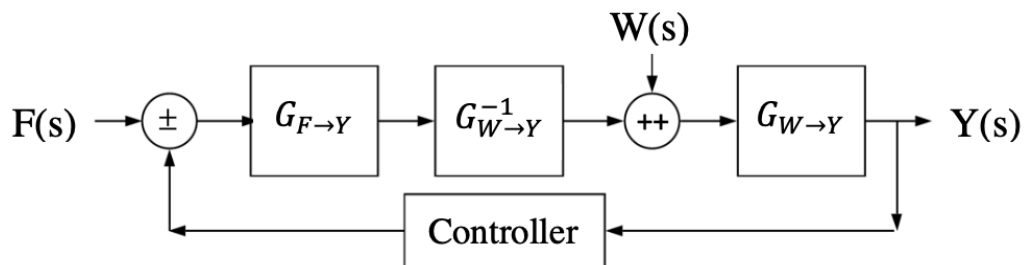 W(s)
F(s) ± G_{F→Y} G_{W→Y}^{-1} ++ G_{W→Y} Y(s)
Controller